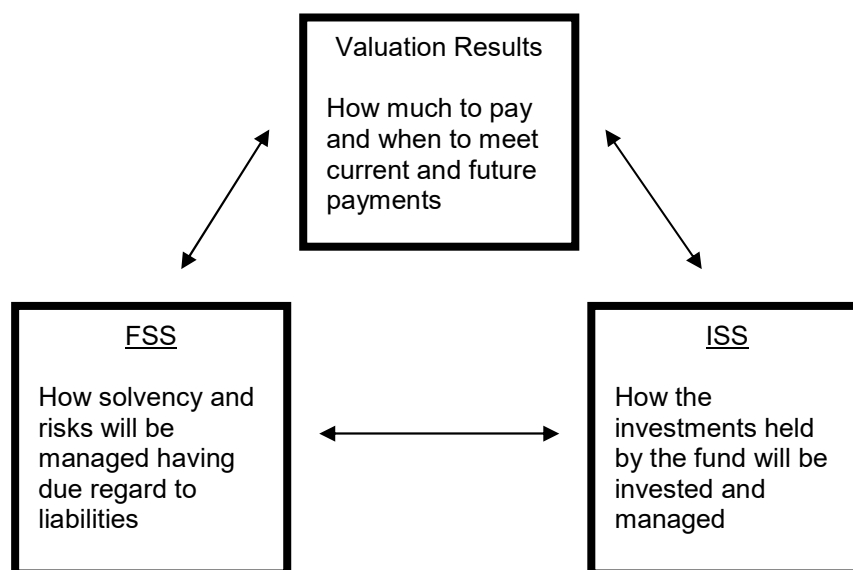 Valuation Results
How much to pay
and when to meet
current and future
payments
FSS
How solvency and
risks will be
managed having
due regard to
liabilities
ISS
How the
investments held
by the fund will be
invested and
managed